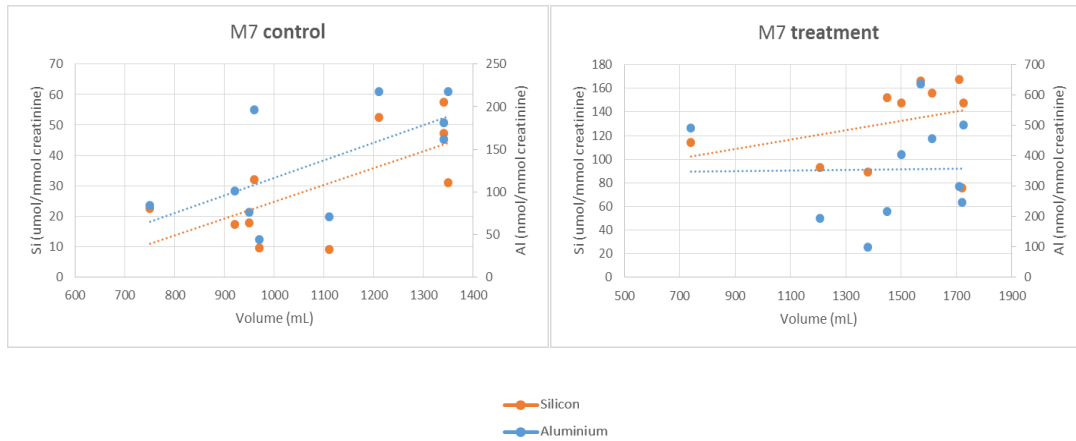 M7 control
Si (umol/mmol creatinine)
70
60
50
40
30
20
10
0
250
200
150
100
50
0
Al (nmol/mmol creatinine)
600 700 800 900 1000 1100 1200 1300 1400
Volume (mL)
M7 treatment
Si (umol/mmol creatinine)
180
160
140
120
100
80
60
40
20
0
700
600
500
400
300
200
100
0
Al (nmol/mmol creatinine)
500 700 900 1100 1300 1500 1700 1900
Volume (mL)
Silicon
Aluminium